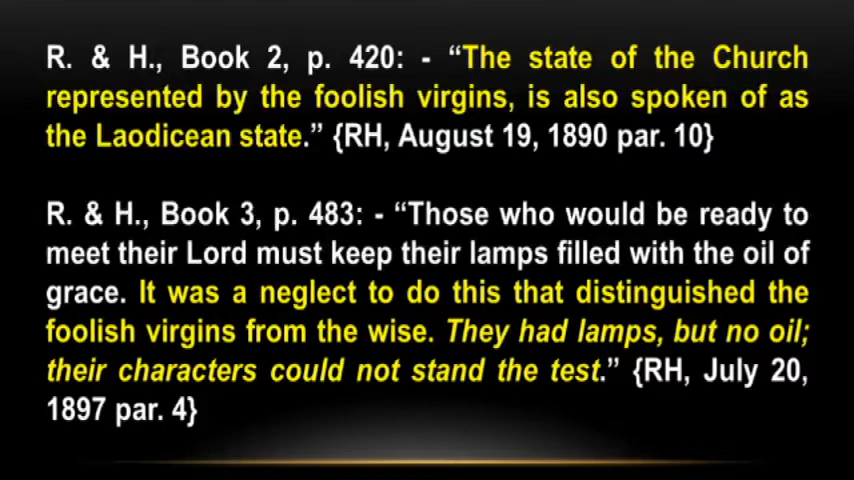 R. & H., Book 2, p. 420: - “The state of the Church
represented by the foolish virgins, is also spoken of as
the Laodicean state.” {RH, August 19, 1890 par. 10}
R. & H., Book 3, p. 483: - “Those who would be ready to
meet their Lord must keep their lamps filled with the oil of
grace. It was a neglect to do this that distinguished the
foolish virgins from the wise. They had lamps, but no oil;
their characters could not stand the test.” {RH, July 20,
1897 par. 4}